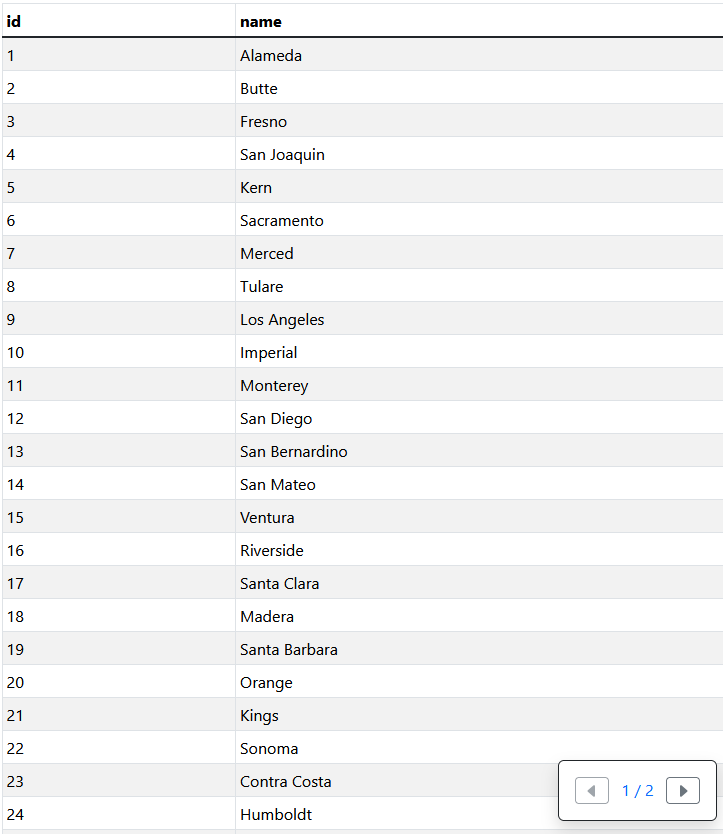 id name
1 Alameda
2 Butte
3 Fresno
4 San Joaquin
5 Kern
6 Sacramento
7 Merced
8 Tulare
9 Los Angeles
10 Imperial
11 Monterey
12 San Diego
13 San Bernardino
14 San Mateo
15 Ventura
16 Riverside
17 Santa Clara
18 Madera
19 Santa Barbara
20 Orange
21 Kings
22 Sonoma
23 Contra Costa
24 Humboldt
1 / 2